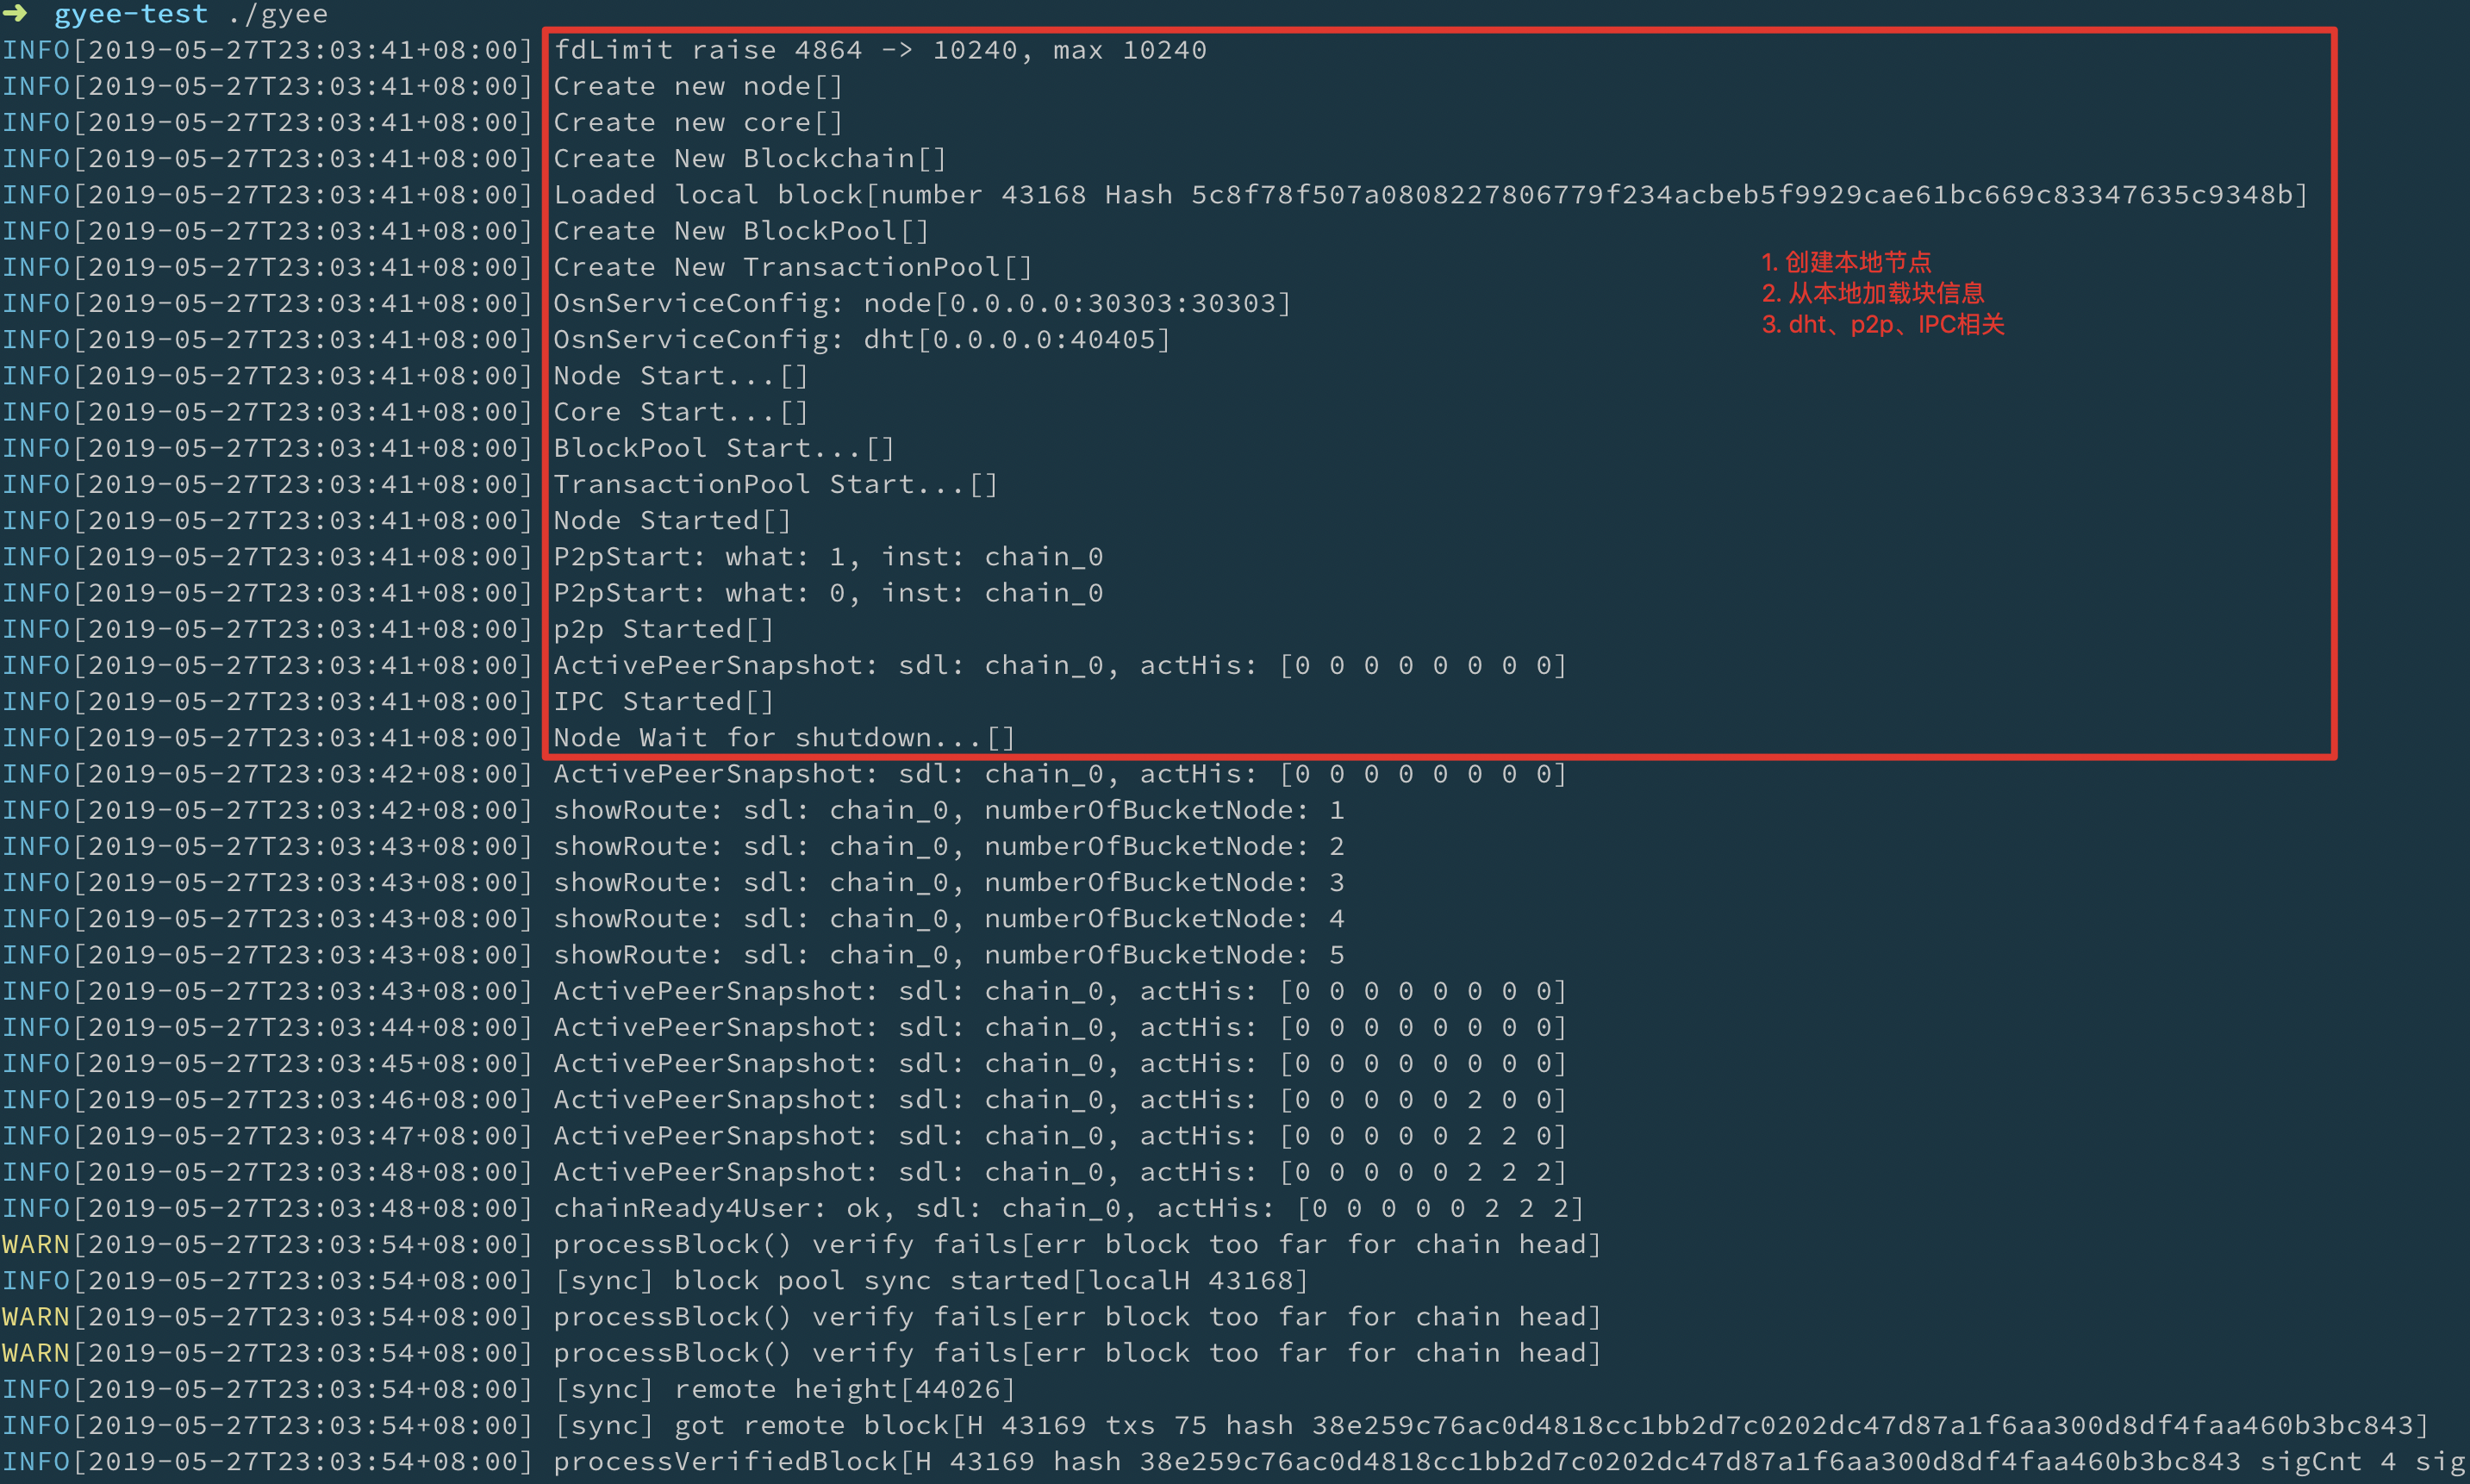 ➜ gyee-test ./gyee
INFO[2019-05-27T23:03:41+08:00] fdLimit raise 4864 -> 10240, max 10240
INFO[2019-05-27T23:03:41+08:00] Create new node[]
INFO[2019-05-27T23:03:41+08:00] Create new core[]
INFO[2019-05-27T23:03:41+08:00] Create New Blockchain[]
INFO[2019-05-27T23:03:41+08:00] Loaded local block[number 43168 Hash 5c8f78f507a0808227806779f234acbeb5f9929cae61bc669c83347635c9348b]
INFO[2019-05-27T23:03:41+08:00] Create New BlockPool[]
INFO[2019-05-27T23:03:41+08:00] Create New TransactionPool[]
1. 创建本地节点
2. 从本地加载块信息
3. dht、p2p、IPC相关
INFO[2019-05-27T23:03:41+08:00] OsnServiceConfig: node[0.0.0.0:30303:30303]
INFO[2019-05-27T23:03:41+08:00] OsnServiceConfig: dht[0.0.0.0:40405]
INFO[2019-05-27T23:03:41+08:00] Node Start...[]
INFO[2019-05-27T23:03:41+08:00] Core Start...[]
INFO[2019-05-27T23:03:41+08:00] BlockPool Start...[]
INFO[2019-05-27T23:03:41+08:00] TransactionPool Start...[]
INFO[2019-05-27T23:03:41+08:00] Node Started[]
INFO[2019-05-27T23:03:41+08:00] P2pStart: what: 1, inst: chain_0
INFO[2019-05-27T23:03:41+08:00] P2pStart: what: 0, inst: chain_0
INFO[2019-05-27T23:03:41+08:00] p2p Started[]
INFO[2019-05-27T23:03:41+08:00] ActivePeerSnapshot: sdl: chain_0, actHis: [0 0 0 0 0 0 0 0]
INFO[2019-05-27T23:03:41+08:00] IPC Started[]
INFO[2019-05-27T23:03:41+08:00] Node Wait for shutdown...[]
INFO[2019-05-27T23:03:42+08:00] ActivePeerSnapshot: sdl: chain_0, actHis: [0 0 0 0 0 0 0 0]
INFO[2019-05-27T23:03:42+08:00] showRoute: sdl: chain_0, numberOfBucketNode: 1
INFO[2019-05-27T23:03:43+08:00] showRoute: sdl: chain_0, numberOfBucketNode: 2
INFO[2019-05-27T23:03:43+08:00] showRoute: sdl: chain_0, numberOfBucketNode: 3
INFO[2019-05-27T23:03:43+08:00] showRoute: sdl: chain_0, numberOfBucketNode: 4
INFO[2019-05-27T23:03:43+08:00] showRoute: sdl: chain_0, numberOfBucketNode: 5
INFO[2019-05-27T23:03:43+08:00] ActivePeerSnapshot: sdl: chain_0, actHis: [0 0 0 0 0 0 0 0]
INFO[2019-05-27T23:03:44+08:00] ActivePeerSnapshot: sdl: chain_0, actHis: [0 0 0 0 0 0 0 0]
INFO[2019-05-27T23:03:45+08:00] ActivePeerSnapshot: sdl: chain_0, actHis: [0 0 0 0 0 0 0 0]
INFO[2019-05-27T23:03:46+08:00] ActivePeerSnapshot: sdl: chain_0, actHis: [0 0 0 0 0 2 0 0]
INFO[2019-05-27T23:03:47+08:00] ActivePeerSnapshot: sdl: chain_0, actHis: [0 0 0 0 0 2 2 0]
INFO[2019-05-27T23:03:48+08:00] ActivePeerSnapshot: sdl: chain_0, actHis: [0 0 0 0 0 2 2 2]
INFO[2019-05-27T23:03:48+08:00] chainReady4User: ok, sdl: chain_0, actHis: [0 0 0 0 0 2 2 2]
WARN[2019-05-27T23:03:54+08:00] processBlock() verify fails[err block too far for chain head]
INFO[2019-05-27T23:03:54+08:00] [sync] block pool sync started[localH 43168]
WARN[2019-05-27T23:03:54+08:00] processBlock() verify fails[err block too far for chain head]
WARN[2019-05-27T23:03:54+08:00] processBlock() verify fails[err block too far for chain head]
INFO[2019-05-27T23:03:54+08:00] [sync] remote height[44026]
INFO[2019-05-27T23:03:54+08:00] [sync] got remote block[H 43169 txs 75 hash 38e259c76ac0d4818cc1bb2d7c0202dc47d87a1f6aa300d8df4faa460b3bc843]
INFO[2019-05-27T23:03:54+08:00] processVerifiedBlock[H 43169 hash 38e259c76ac0d4818cc1bb2d7c0202dc47d87a1f6aa300d8df4faa460b3bc843 sigCnt 4 sig